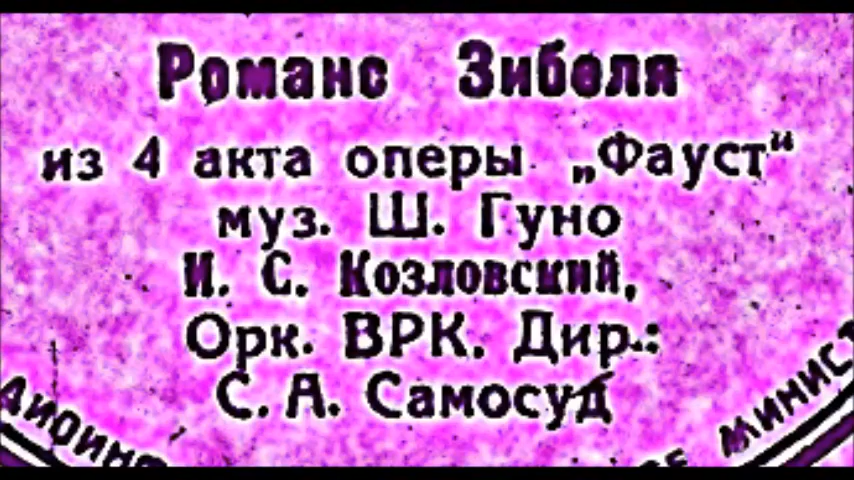 Романс Зибеля
из 4 акта оперы „Фауст“
муз. Ш. Гуно
И. С. Козловский,
Орк. ВРК. Дир.:
С. А. Самосуд